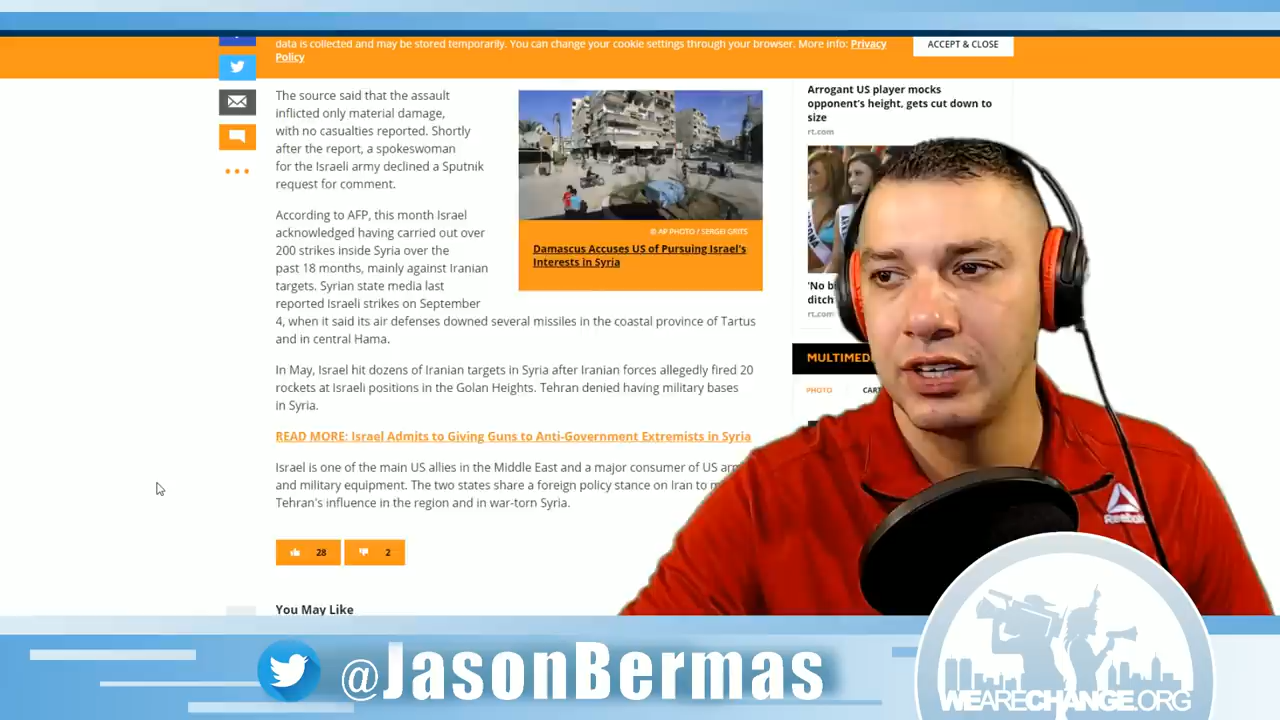 data is collected and may be stored temporarily. You can change your cookie settings through your browser. More info: Privacy
Policy
ACCEPT & CLOSE
The source said that the assault
inflicted only material damage,
with no casualties reported. Shortly
after the report, a spokeswoman
for the Israeli army declined a Sputnik
request for comment.
According to AFP, this month Israel
acknowledged having carried out over
200 strikes inside Syria over the
past 18 months, mainly against Iranian
targets. Syrian state media last
reported Israeli strikes on September
4, when it said its air defenses downed several missiles in the coastal province of Tartus
and in central Hama.
© AP PHOTO / SERGEI GRITS
Damascus Accuses US of Pursuing Israel's
Interests in Syria
In May, Israel hit dozens of Iranian targets in Syria after Iranian forces allegedly fired 20
rockets at Israeli positions in the Golan Heights. Tehran denied having military bases
in Syria.
READ MORE: Israel Admits to Giving Guns to Anti-Government Extremists in Syria
Israel is one of the main US allies in the Middle East and a major consumer of US
and military equipment. The two states share a foreign policy stance on Iran to
Tehran's influence in the region and in war-torn Syria.
28
2
You May Like
Arrogant US player mocks
opponent's height, gets cut down to
size
rt.com
'No
ditch
rt.com
MULTIMED
PHOTO
Reebok
@JasonBermas
WEARECHANGE.ORG